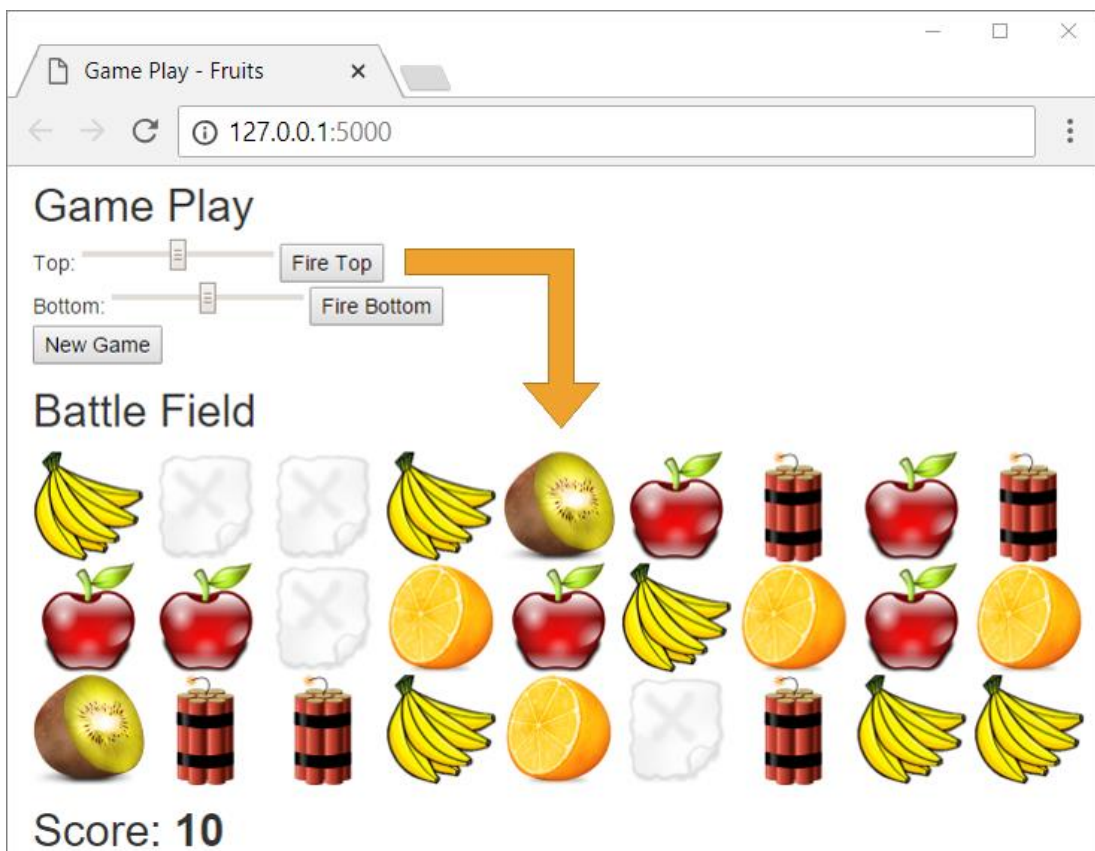 Game Play - Fruits
127.0.0.1:5000
Game Play
Top: Fire Top
Bottom: Fire Bottom
New Game
Battle Field
Score: 10